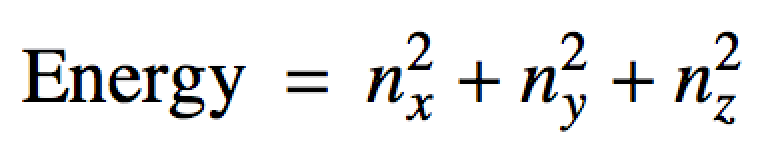 Energy = n_x^2 + n_y^2 + n_z^2